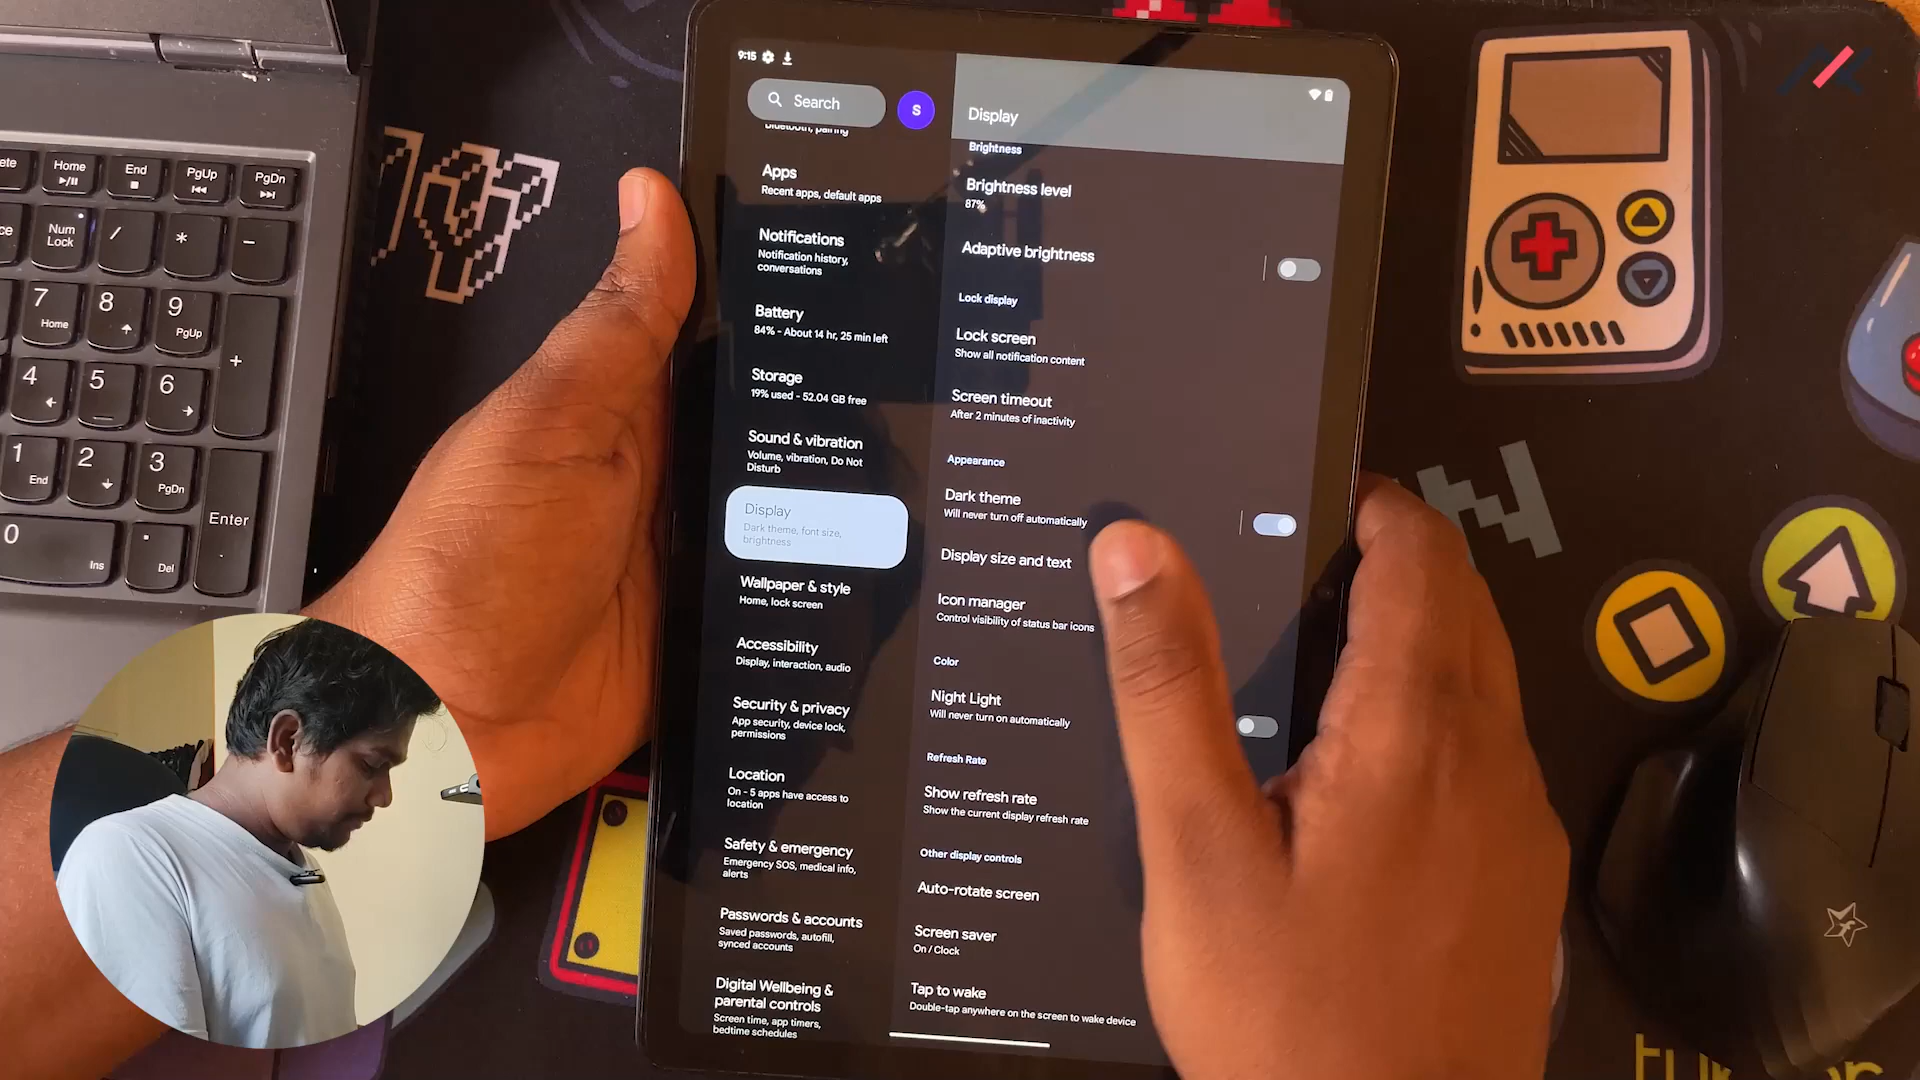 9:15
Search
S
Bluetooth, pairing
Apps
Recent apps, default apps
Notifications
Notification history,
conversations
Battery
84% - About 14 hr, 25 min left
Storage
19% used - 52.04 GB free
Sound & vibration
Volume, vibration, Do Not
Disturb
Display
Dark theme, font size,
brightness
Wallpaper & style
Home, lock screen
Accessibility
Display, interaction, audio
Security & privacy
App security, device lock,
permissions
Location
On - 5 apps have access to
location
Safety & emergency
Emergency SOS, medical info,
alerts
Passwords & accounts
Saved passwords, autofill,
synced accounts
Digital Wellbeing &
parental controls
Screen time, app timers,
bedtime schedules
Display
Brightness
Brightness level
87%
Adaptive brightness
Lock display
Lock screen
Show all notification content
Screen timeout
After 2 minutes of inactivity
Appearance
Dark theme
Will never turn off automatically
Display size and text
Icon manager
Control visibility of status bar icons
Color
Night Light
Will never turn on automatically
Refresh Rate
Show refresh rate
Show the current display refresh rate
Other display controls
Auto-rotate screen
Screen saver
On / Clock
Tap to wake
Double-tap anywhere on the screen to wake device
Home End PgUp PgDn
Num
Lock / * -
7 Home 8 9 PgUp +
4 5 6
1 End 2 3 PgDn
Enter
0 Ins . Del